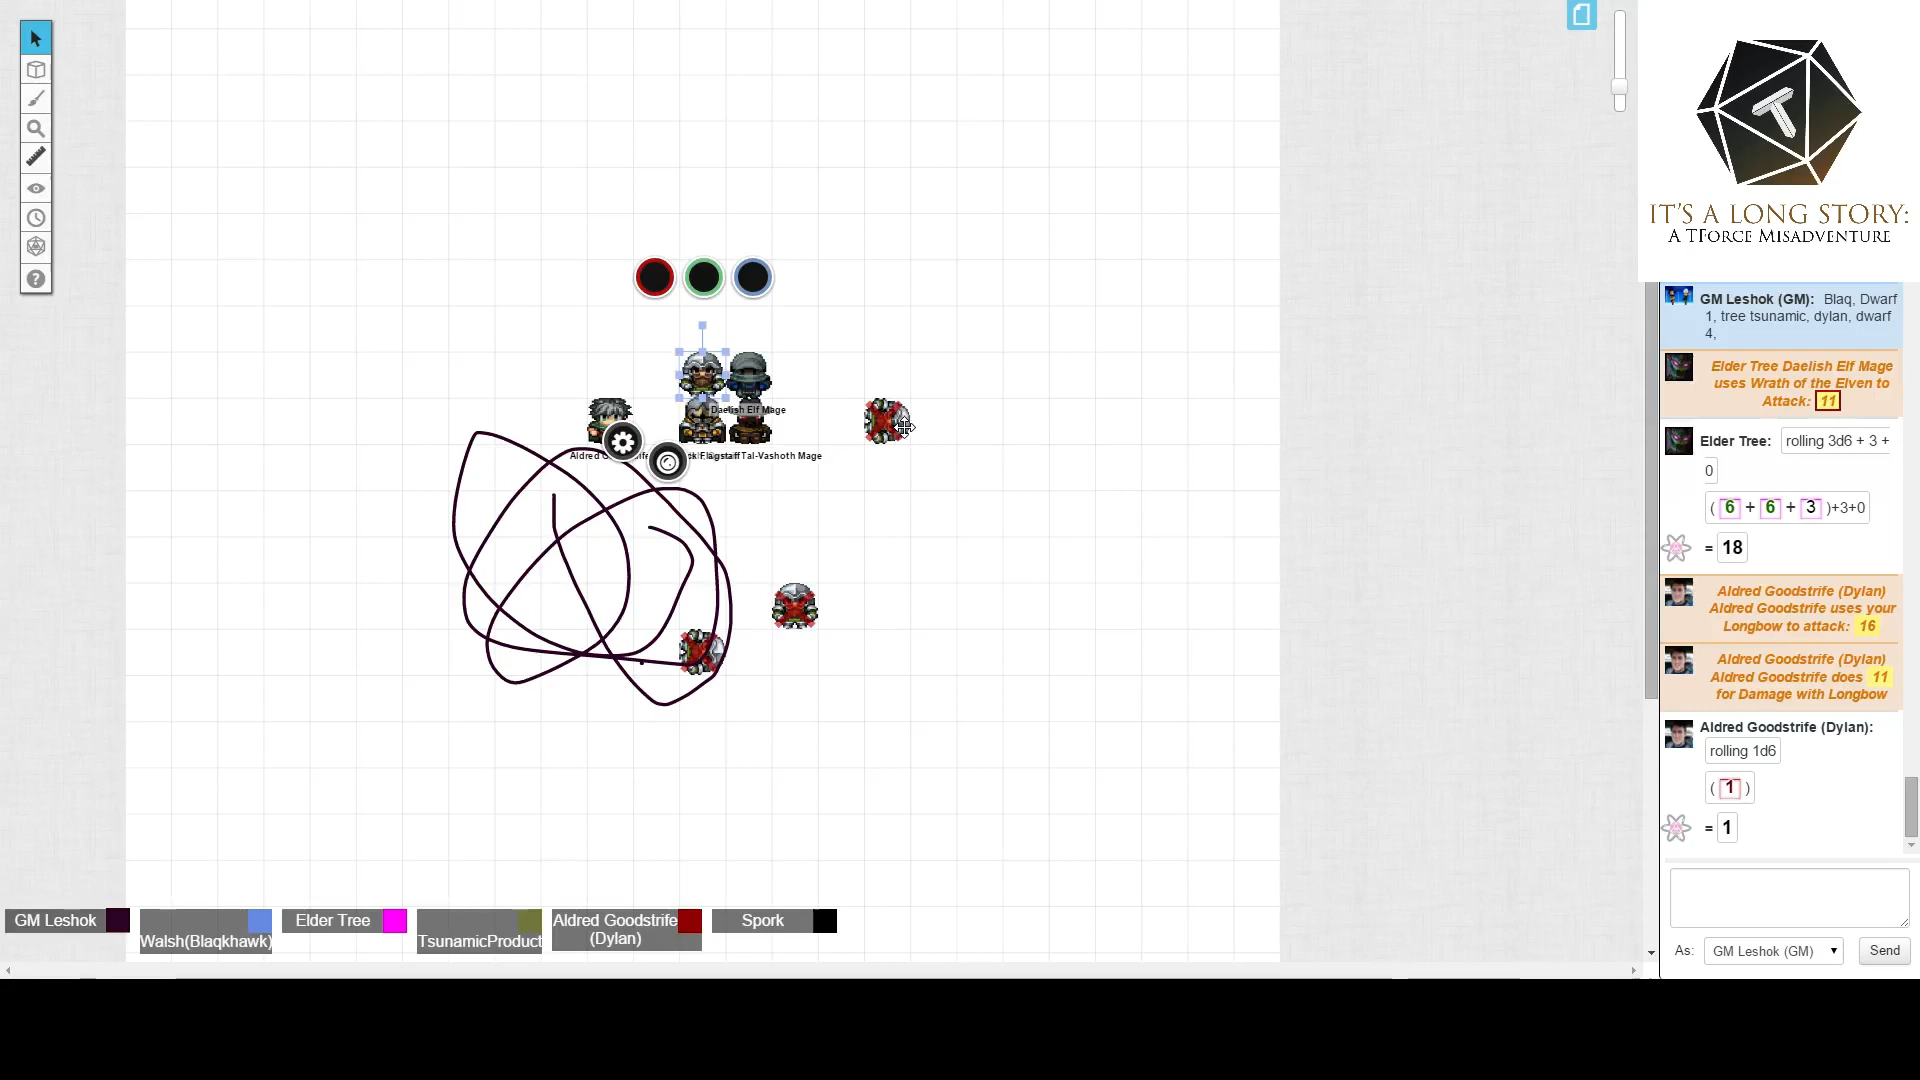 IT'S A LONG STORY:
A TFORCE MISADVENTURE
GM Leshok (GM): Blaq, Dwarf
1, tree tsunamic, dylan, dwarf
4,
Elder Tree Daelish Elf Mage
uses Wrath of the Elven to
Attack: 11
Elder Tree: rolling 3d6 + 3 +
0
( 6 + 6 + 3 )+3+0
= 18
Aldred Goodstrife (Dylan)
Aldred Goodstrife uses your
Longbow to attack: 16
Aldred Goodstrife (Dylan)
Aldred Goodstrife does 11
for Damage with Longbow
Aldred Goodstrife (Dylan):
rolling 1d6
( 1 )
= 1
Daelish Elf Mage
Aldred G
Flagstaff Tal-Vashoth Mage
GM Leshok
Walsh(Blaqkhawk)
Elder Tree
TsunamicProduct
Aldred Goodstrife
(Dylan)
Spork
As: GM Leshok (GM)
Send